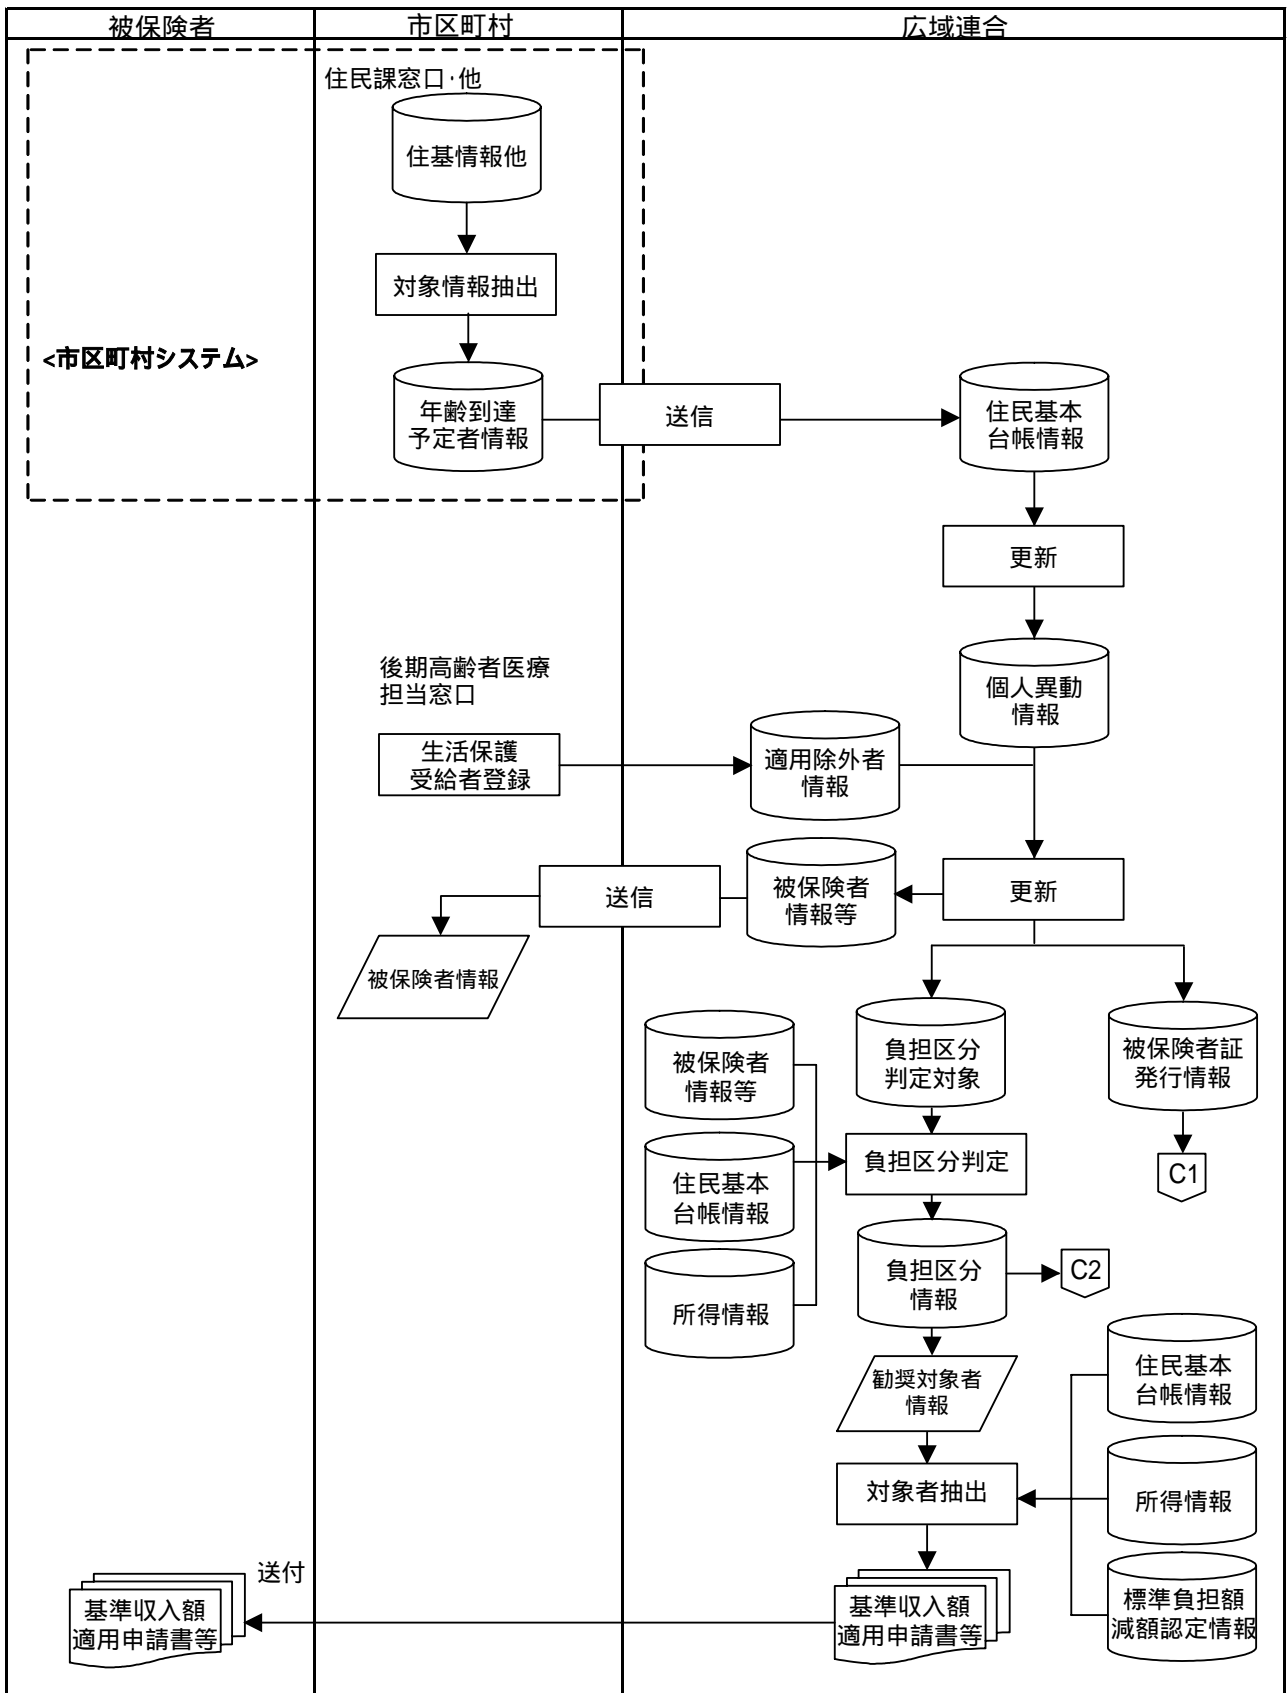 被保険者
市区町村
広域連合
住民課窓口・他
住基情報他
対象情報抽出
<市区町村システム>
年齢到達
予定者情報
送信
住民基本
台帳情報
更新
後期高齢者医療
担当窓口
個人異動
情報
生活保護
受給者登録
適用除外者
情報
送信
被保険者
情報等
更新
被保険者情報
被保険者
情報等
負担区分
判定対象
被保険者証
発行情報
住民基本
台帳情報
負担区分判定
C1
所得情報
負担区分
情報
C2
勧奨対象者
情報
住民基本
台帳情報
対象者抽出
所得情報
送付
基準収入額
適用申請書等
基準収入額
適用申請書等
標準負担額
減額認定情報